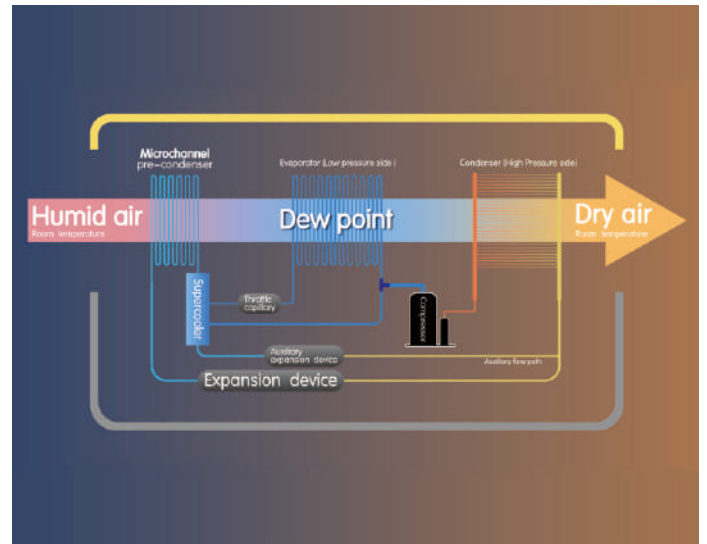 Microchannel
pre-condenser
Evaporator (Low pressure side )
Condenser (High Pressure side)
Humid air
Room temperature
Dew point
Dry air
Room temperature
Supercooler
Throttle
capillary
Compressor
Auxiliary
expansion device
Auxiliary flow path
Expansion device